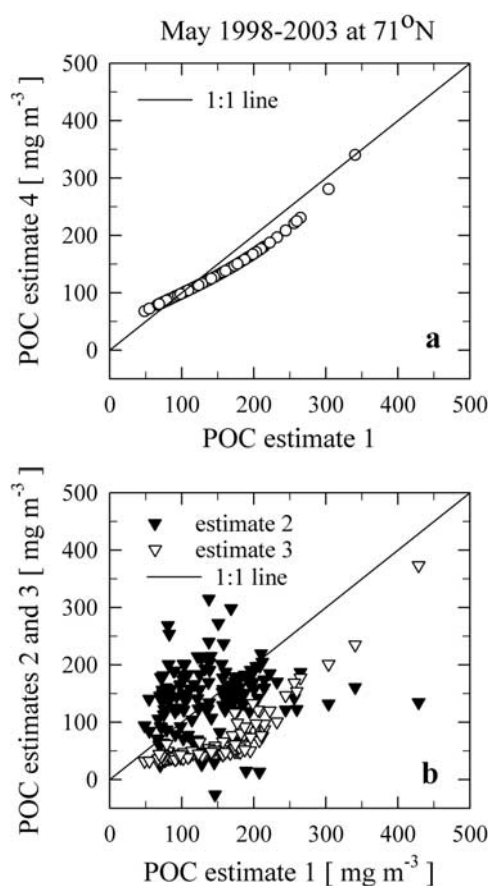 May 1998-2003 at 71°N
500
400
300
200
100
0
POC estimate 4 [ mg m⁻³ ]
1:1 line
a
0 100 200 300 400 500
POC estimate 1
500
400
300
200
100
0
POC estimates 2 and 3 [ mg m⁻³ ]
estimate 2
estimate 3
1:1 line
b
0 100 200 300 400 500
POC estimate 1 [ mg m⁻³ ]